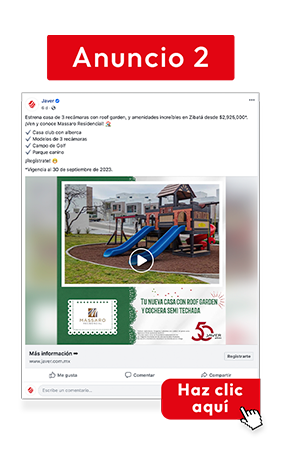 Anuncio 2
Javer
Estrena casa de 3 recámaras con roof garden, y amenidades increíbles en Zibatá desde $2,925,000*.
¡Ven y conoce Massaro Residencial!
Casa club con alberca
Modelos de 3 recámaras
Campo de Golf
Parque canino
¡Regístrate!
*Vigencia al 30 de septiembre de 2023.
MASSARO
TU NUEVA CASA CON ROOF GARDEN
Y COCHERA SEMI TECHADA
JAVER
Más información
www.javer.com.mx
Registrarte
Me gusta
Comentar
Compartir
Escribe un comentario...
Haz clic
aquí